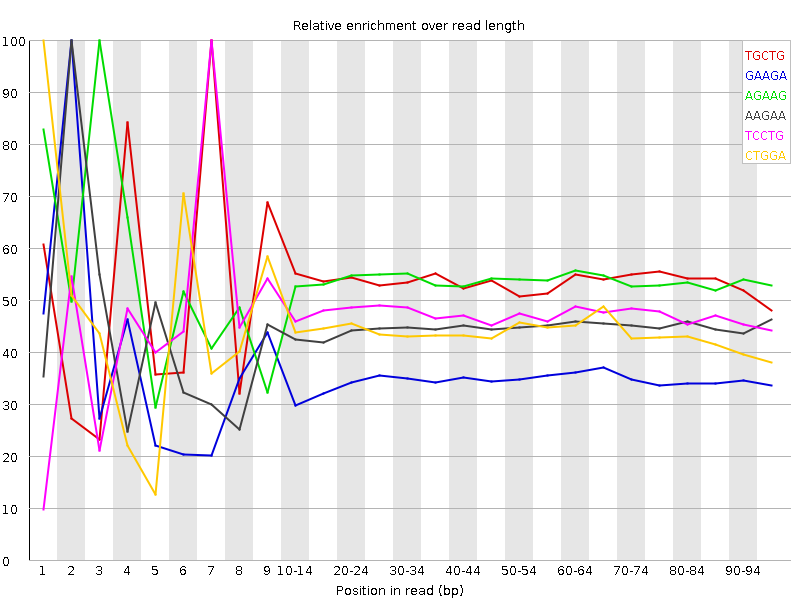 Relative enrichment over read length
100
90
80
70
60
50
40
30
20
10
0
TGCTG
GAAGA
AGAAG
AAGAA
TCCTG
CTGGA
1 2 3 4 5 6 7 8 9 10-14 20-24 30-34 40-44 50-54 60-64 70-74 80-84 90-94
Position in read (bp)